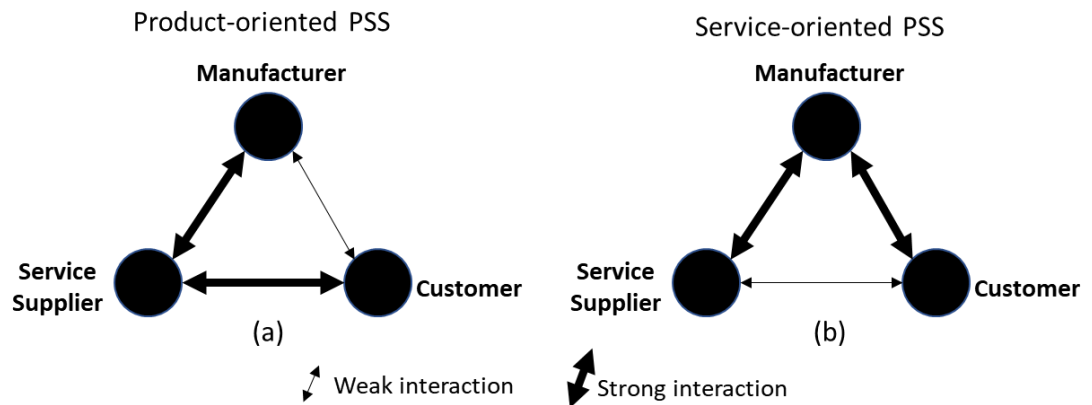 Product-oriented PSS
Manufacturer
Service
Supplier
Customer
(a)
Service-oriented PSS
Manufacturer
Service
Supplier
Customer
(b)
Weak interaction
Strong interaction